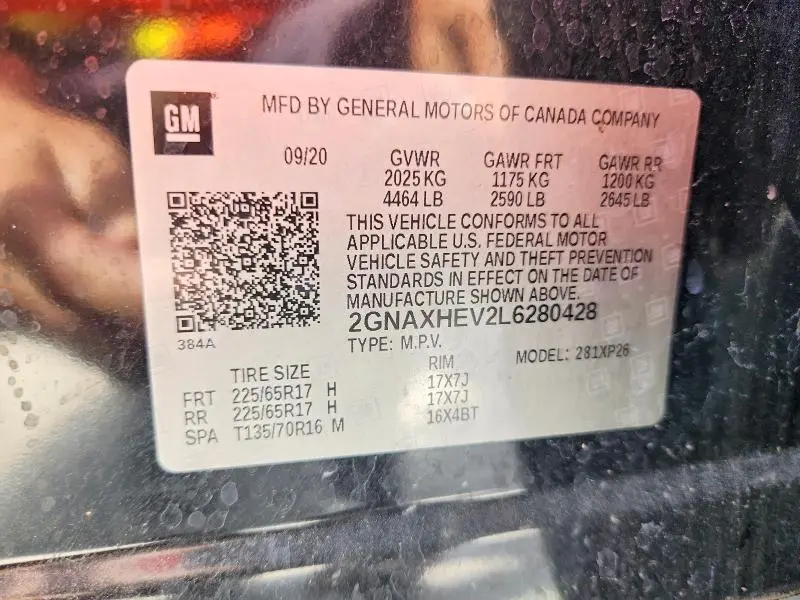 GM
MFD BY GENERAL MOTORS OF CANADA COMPANY
09/20 GVWR GAWR FRT GAWR RR
2025 KG 1175 KG 1200 KG
4464 LB 2590 LB 2645 LB
THIS VEHICLE CONFORMS TO ALL
APPLICABLE U.S. FEDERAL MOTOR
VEHICLE SAFETY AND THEFT PREVENTION
STANDARDS IN EFFECT ON THE DATE OF
MANUFACTURE SHOWN ABOVE.
2GNAXHEV2L6280428
384A
TYPE: M.P.V. MODEL: 281XP26
TIRE SIZE RIM
FRT 225/65R17 H 17X7J
RR 225/65R17 H 17X7J
SPA T135/70R16 M 16X4BT